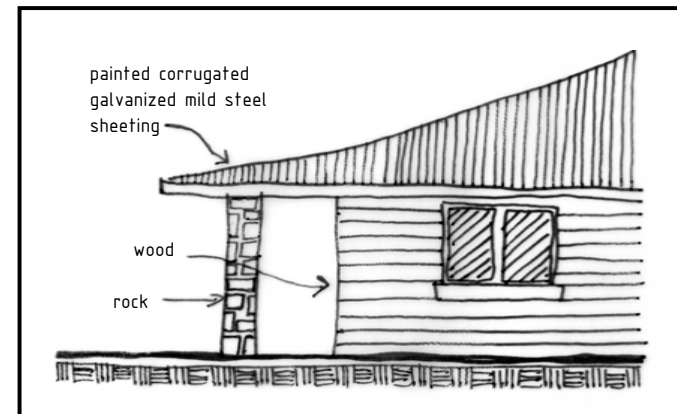 painted corrugated
galvanized mild steel
sheeting
wood
rock